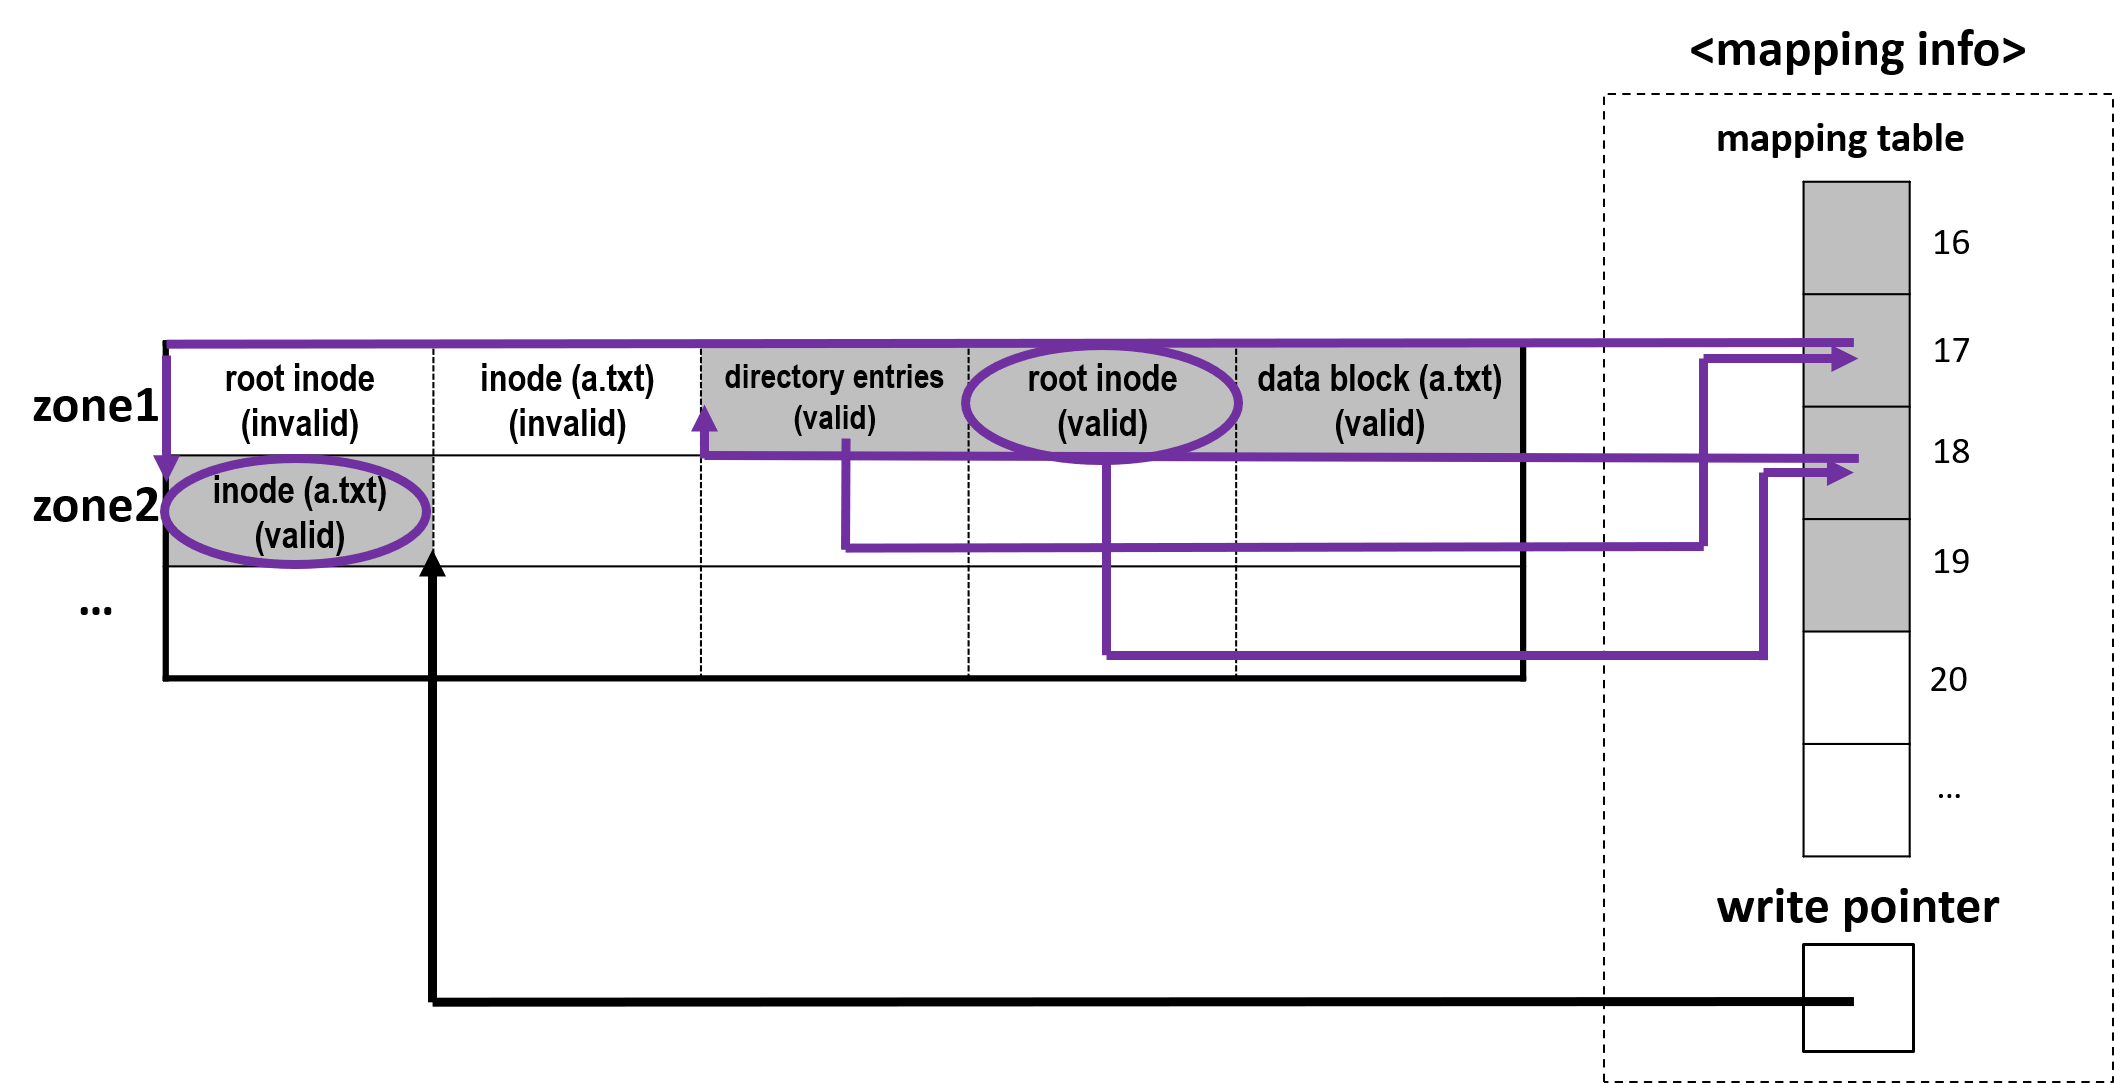 <mapping info>
mapping table
16
17
18
19
20
...
write pointer
zone1
root inode
(invalid)
inode (a.txt)
(invalid)
directory entries
(valid)
root inode
(valid)
data block (a.txt)
(valid)
zone2
inode (a.txt)
(valid)
...